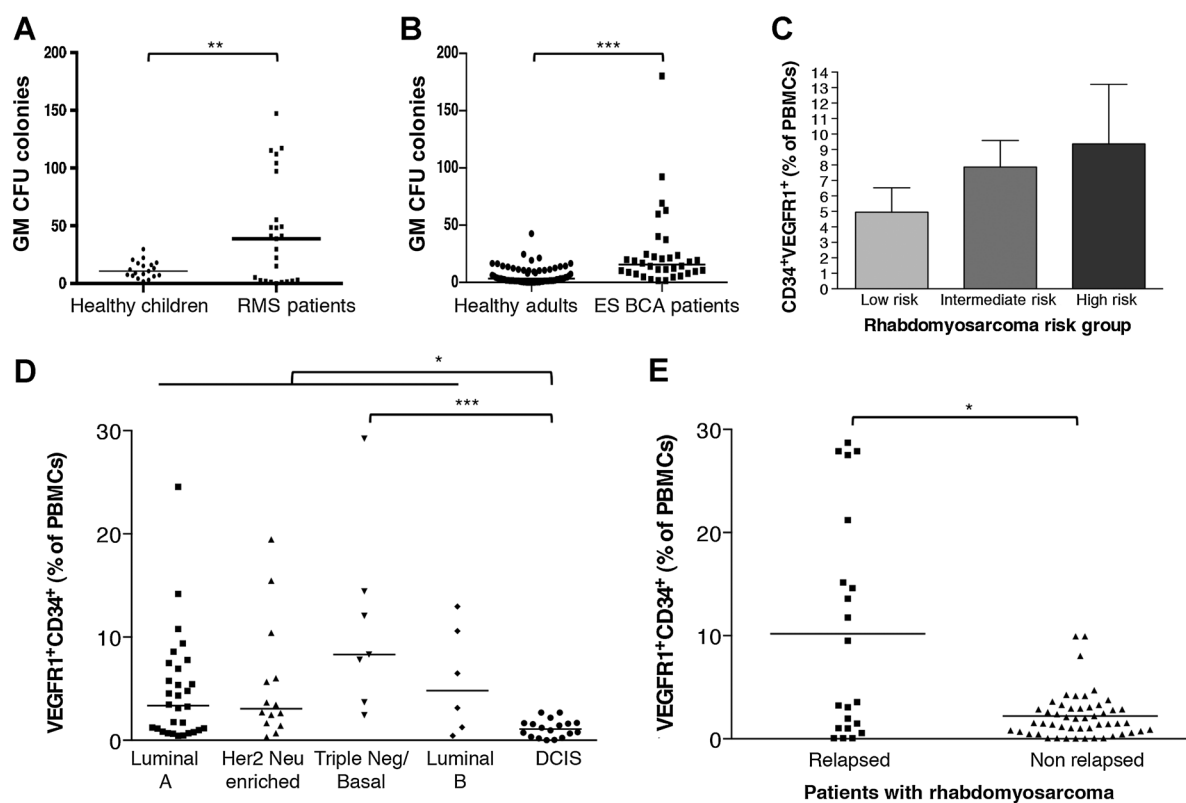 A
**
GM CFU colonies
200
150
100
50
0
Healthy children
RMS patients
B
***
GM CFU colonies
200
150
100
50
0
Healthy adults
ES BCA patients
C
CD34⁺VEGFR1⁺ (% of PBMCs)
14
13
12
11
10
9
8
7
6
5
4
3
2
1
0
Low risk
Intermediate risk
High risk
Rhabdomyosarcoma risk group
D
*
***
VEGFR1⁺CD34⁺ (% of PBMCs)
30
20
10
0
Luminal
A
Her2 Neu
enriched
Triple Neg/
Basal
Luminal
B
DCIS
E
*
VEGFR1⁺CD34⁺ (% of PBMCs)
30
20
10
0
Relapsed
Non relapsed
Patients with rhabdomyosarcoma